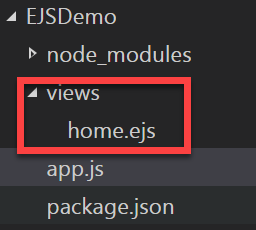 EJSDemo
node_modules
views
home.ejs
app.js
package.json